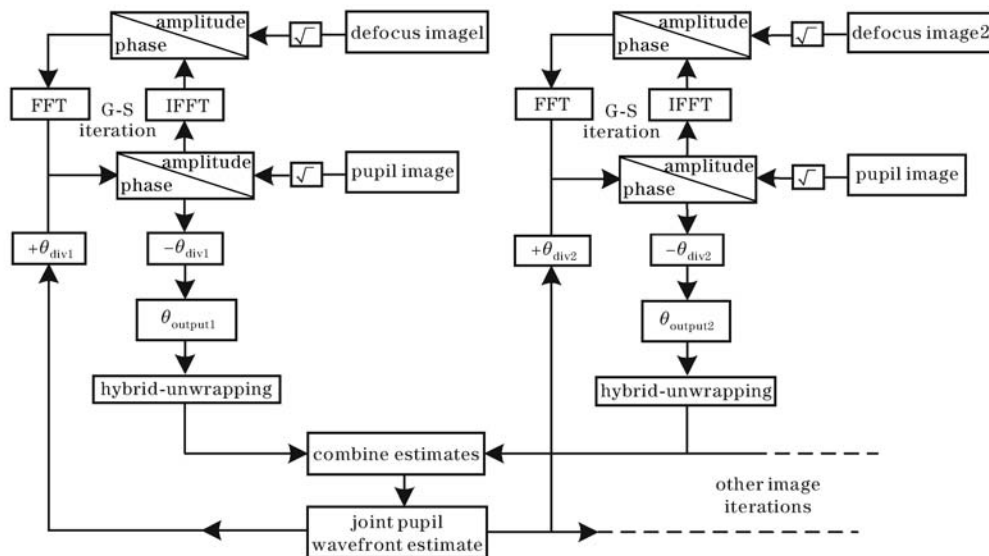 amplitude
phase
√
defocus imagel
FFT
G-S
iteration
IFFT
amplitude
phase
√
pupil image
+θdiv1
−θdiv1
θoutput1
hybrid-unwrapping
amplitude
phase
√
defocus image2
FFT
G-S
iteration
IFFT
amplitude
phase
√
pupil image
+θdiv2
−θdiv2
θoutput2
hybrid-unwrapping
combine estimates
joint pupil
wavefront estimate
other image
iterations